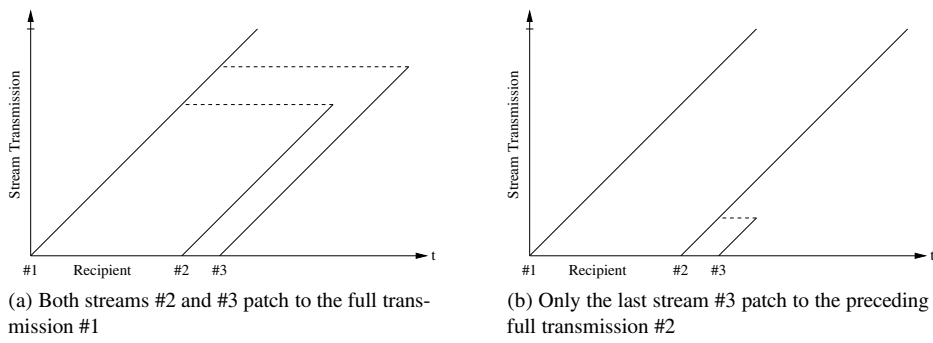 Stream Transmission
#1
Recipient
#2
#3
t
(a) Both streams #2 and #3 patch to the full trans-
mission #1
Stream Transmission
#1
Recipient
#2
#3
t
(b) Only the last stream #3 patch to the preceding
full transmission #2